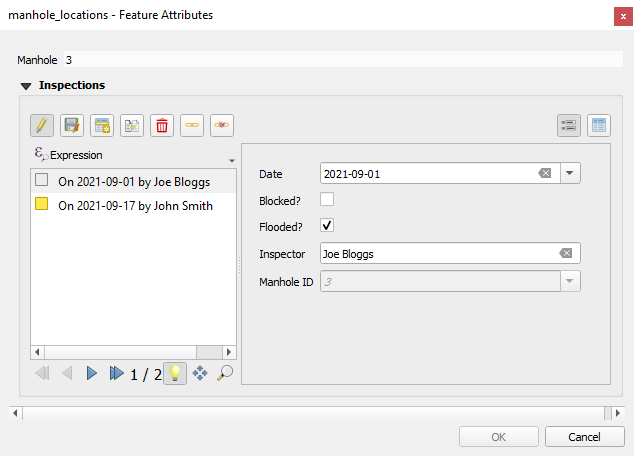 manhole_locations - Feature Attributes
Manhole 3
Inspections
Expression
On 2021-09-01 by Joe Bloggs
On 2021-09-17 by John Smith
1 / 2
Date 2021-09-01
Blocked?
Flooded?
Inspector Joe Bloggs
Manhole ID 3
OK Cancel